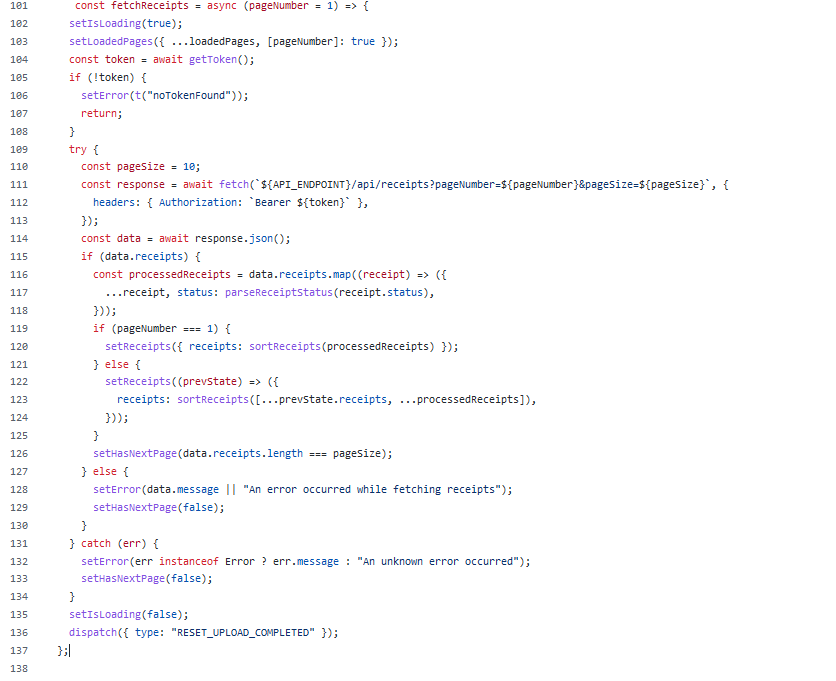 101 const fetchReceipts = async (pageNumber = 1) => {
102 setIsLoading(true);
103 setLoadedPages({ ...loadedPages, [pageNumber]: true });
104 const token = await getToken();
105 if (!token) {
106 setError(t("noTokenFound"));
107 return;
108 }
109 try {
110 const pageSize = 10;
111 const response = await fetch(`${API_ENDPOINT}/api/receipts?pageNumber=${pageNumber}&pageSize=${pageSize}`, {
112 headers: { Authorization: `Bearer ${token}` },
113 });
114 const data = await response.json();
115 if (data.receipts) {
116 const processedReceipts = data.receipts.map((receipt) => ({
117 ...receipt, status: parseReceiptStatus(receipt.status),
118 }));
119 if (pageNumber === 1) {
120 setReceipts({ receipts: sortReceipts(processedReceipts) });
121 } else {
122 setReceipts((prevState) => ({
123 receipts: sortReceipts([...prevState.receipts, ...processedReceipts]),
124 }));
125 }
126 setHasNextPage(data.receipts.length === pageSize);
127 } else {
128 setError(data.message || "An error occurred while fetching receipts");
129 setHasNextPage(false);
130 }
131 } catch (err) {
132 setError(err instanceof Error ? err.message : "An unknown error occurred");
133 setHasNextPage(false);
134 }
135 setIsLoading(false);
136 dispatch({ type: "RESET_UPLOAD_COMPLETED" });
137 };
138